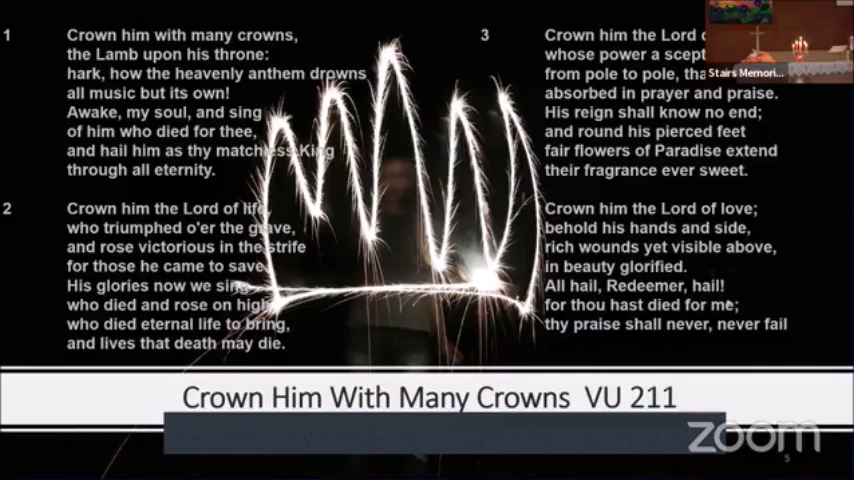 1
Crown him with many crowns,
the Lamb upon his throne:
hark, how the heavenly anthem drowns
all music but its own!
Awake, my soul, and sing
of him who died for thee,
and hail him as thy matchless King
through all eternity.
2
Crown him the Lord of life,
who triumphed o'er the grave,
and rose victorious in the strife
for those he came to save.
His glories now we sing
who died and rose on high,
who died eternal life to bring,
and lives that death may die.
3
Crown him the Lord
whose power a
from pole to pole,
absorbed in prayer and praise.
His reign shall know no end;
and round his pierced feet
fair flowers of Paradise extend
their fragrance ever sweet.
Crown him the Lord of love;
behold his hands and side,
rich wounds yet visible above,
in beauty glorified.
All hail, Redeemer, hail!
for thou hast died for me;
thy praise shall never, never fail
Stairs Memori...
Crown Him With Many Crowns VU 211
zoom
5